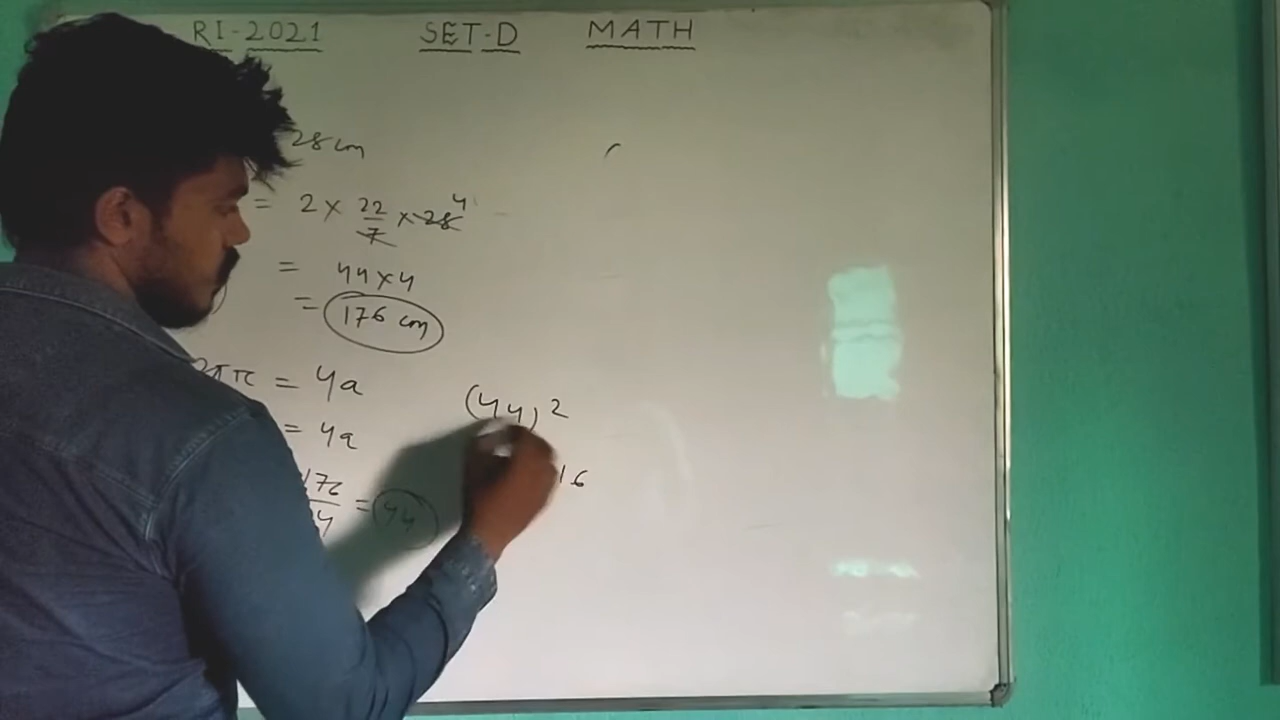 RI-2021 SET-D MATH
28 cm
= 2 × 22/7 × 28 4
= 44 × 4
= 176 cm
2πr = 4a
= 4a
176/4 = 44
(44)²
16